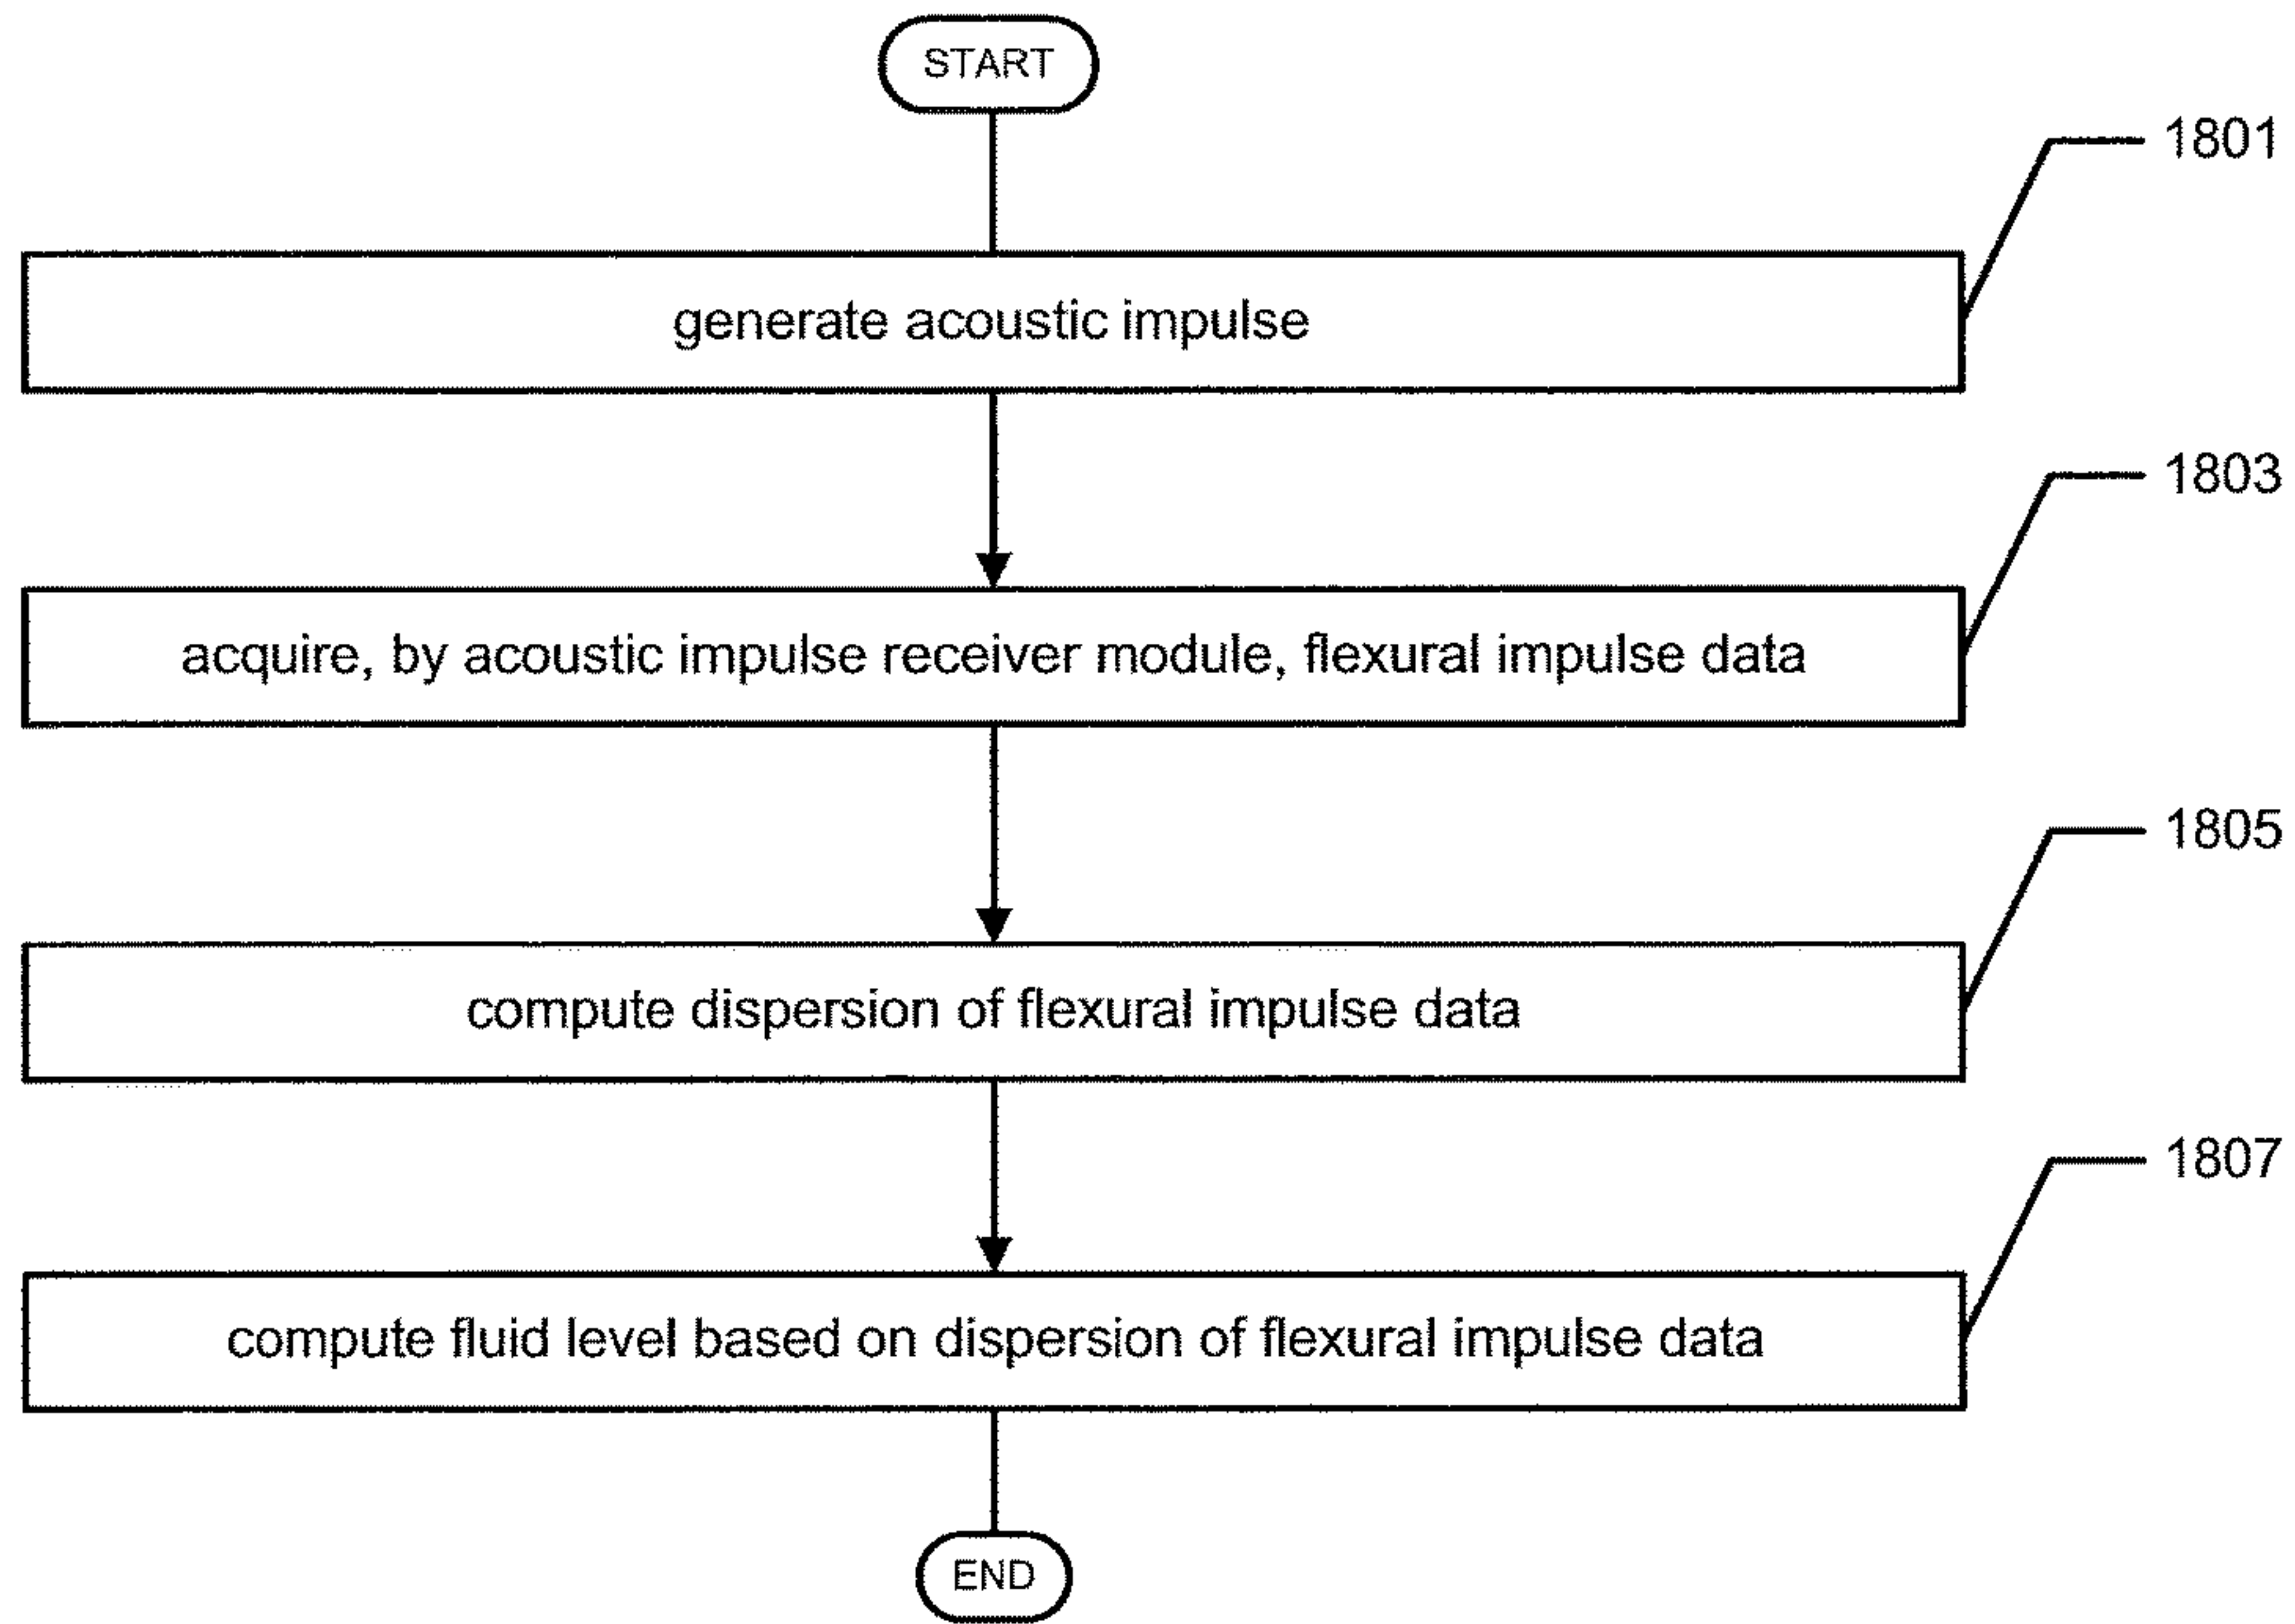 START
1801
generate acoustic impulse
1803
acquire, by acoustic impulse receiver module, flexural impulse data
1805
compute dispersion of flexural impulse data
1807
compute fluid level based on dispersion of flexural impulse data
END